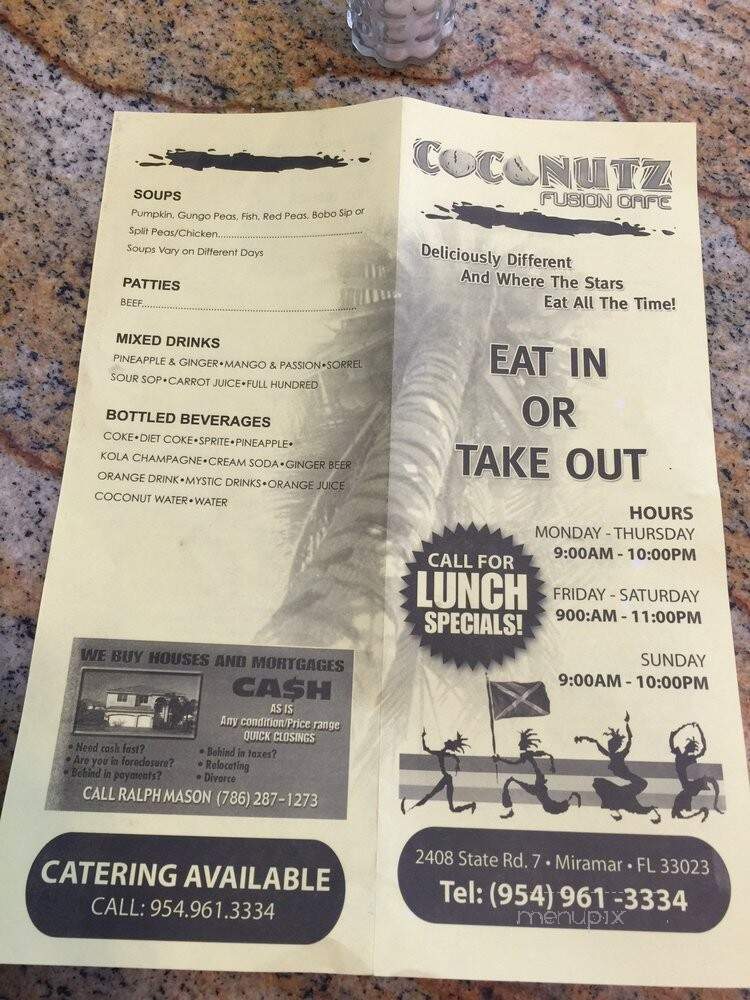 SOUPS
Pumpkin, Gungo Peas, Fish, Red Peas, Bobo Sip or
Split Peas/Chicken..........................................
Soups Vary on Different Days
PATTIES
BEEF..............................................................
MIXED DRINKS
PINEAPPLE & GINGER•MANGO & PASSION•SORREL
SOUR SOP•CARROT JUICE•FULL HUNDRED
BOTTLED BEVERAGES
COKE•DIET COKE•SPRITE•PINEAPPLE•
KOLA CHAMPAGNE•CREAM SODA•GINGER BEER
ORANGE DRINK•MYSTIC DRINKS•ORANGE JUICE
COCONUT WATER•WATER
WE BUY HOUSES AND MORTGAGES
CA$H
AS IS
Any condition/Price range
QUICK CLOSINGS
• Need cash fast?
• Are you in foreclosure?
• Behind in payments?
• Behind in taxes?
• Relocating
• Divorce
CALL RALPH MASON (786) 287-1273
CATERING AVAILABLE
CALL: 954.961.3334
COCONUTZ
FUSION CAFE
Deliciously Different
And Where The Stars
Eat All The Time!
EAT IN
OR
TAKE OUT
HOURS
MONDAY - THURSDAY
9:00AM - 10:00PM
CALL FOR
LUNCH
SPECIALS!
FRIDAY - SATURDAY
900:AM - 11:00PM
SUNDAY
9:00AM - 10:00PM
2408 State Rd. 7 • Miramar • FL 33023
Tel: (954) 961 -3334
menupix